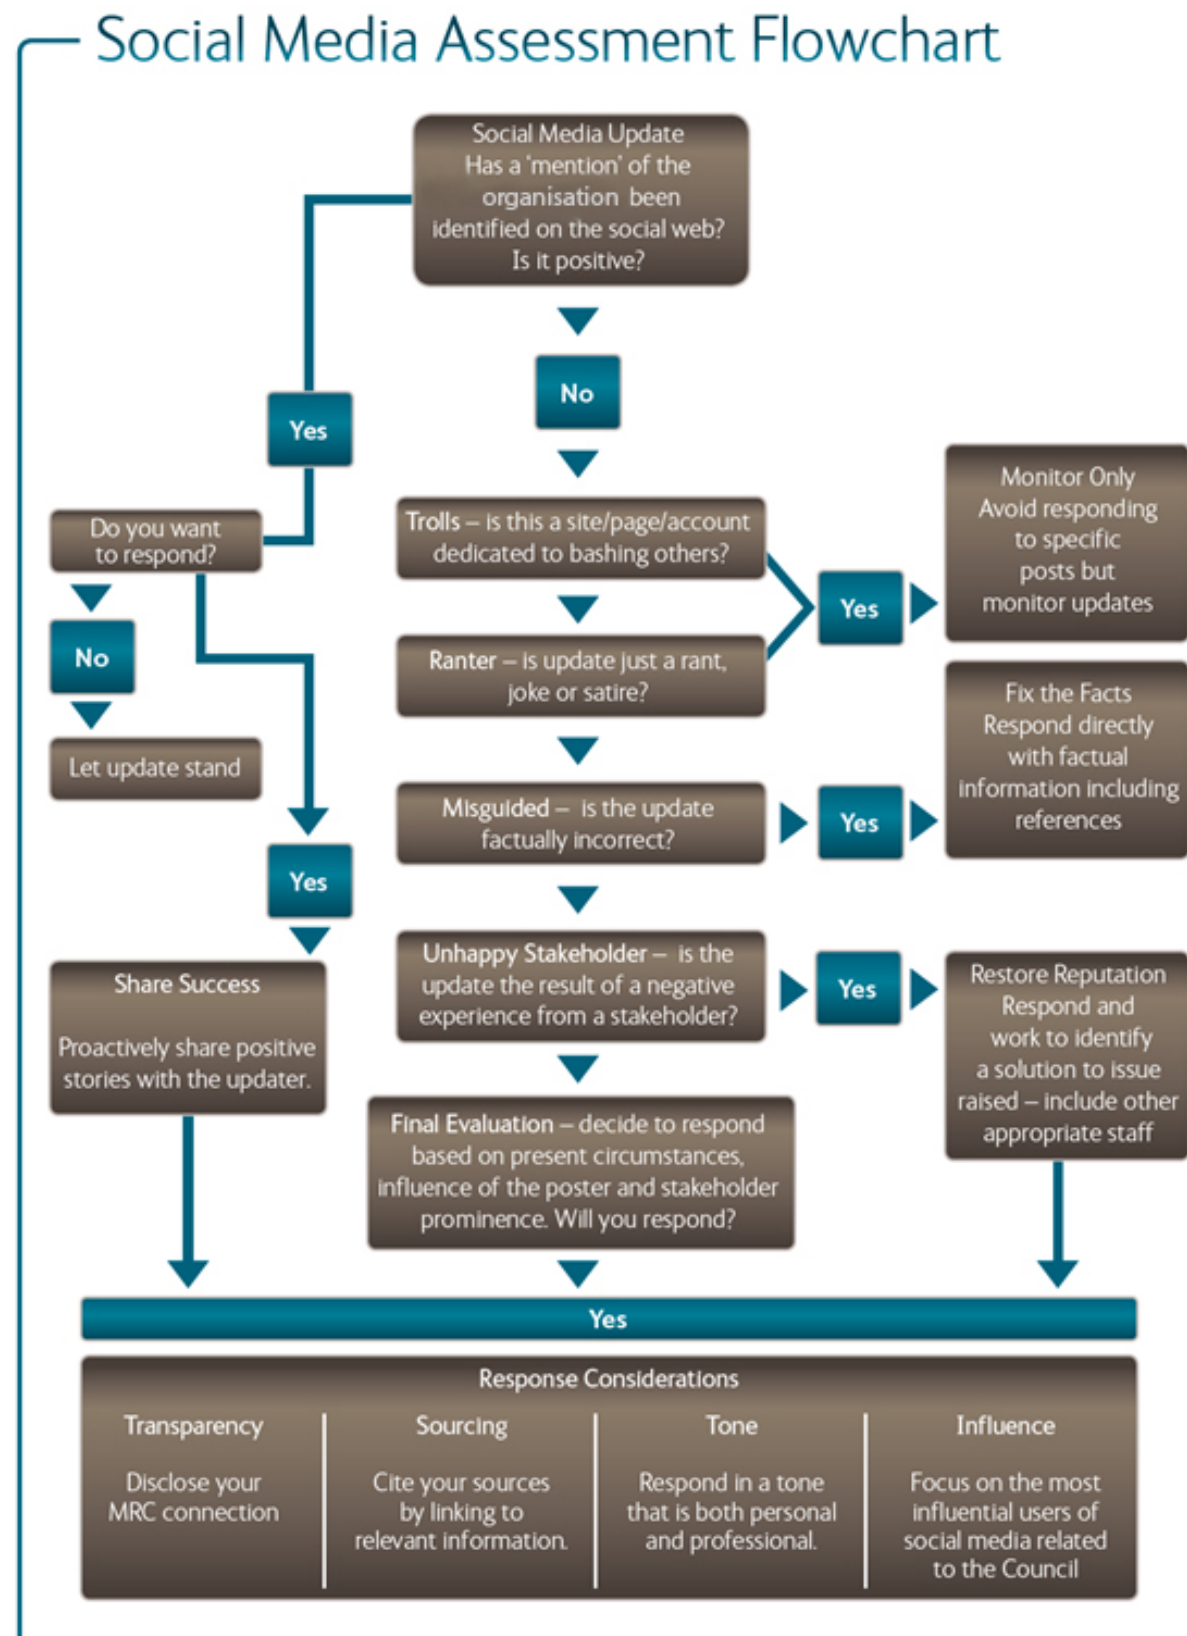 Social Media Assessment Flowchart
Social Media Update
Has a 'mention' of the
organisation been
identified on the social web?
Is it positive?
No
Yes
Do you want
to respond?
No
Let update stand
Yes
Share Success
Proactively share positive
stories with the updater.
Trolls – is this a site/page/account
dedicated to bashing others?
Ranter – is update just a rant,
joke or satire?
Yes
Monitor Only
Avoid responding
to specific
posts but
monitor updates
Misguided – is the update
factually incorrect?
Yes
Fix the Facts
Respond directly
with factual
information including
references
Unhappy Stakeholder – is the
update the result of a negative
experience from a stakeholder?
Yes
Restore Reputation
Respond and
work to identify
a solution to issue
raised – include other
appropriate staff
Final Evaluation – decide to respond
based on present circumstances,
influence of the poster and stakeholder
prominence. Will you respond?
Yes
Response Considerations
Transparency
Disclose your
MRC connection
Sourcing
Cite your sources
by linking to
relevant information.
Tone
Respond in a tone
that is both personal
and professional.
Influence
Focus on the most
influential users of
social media related
to the Council